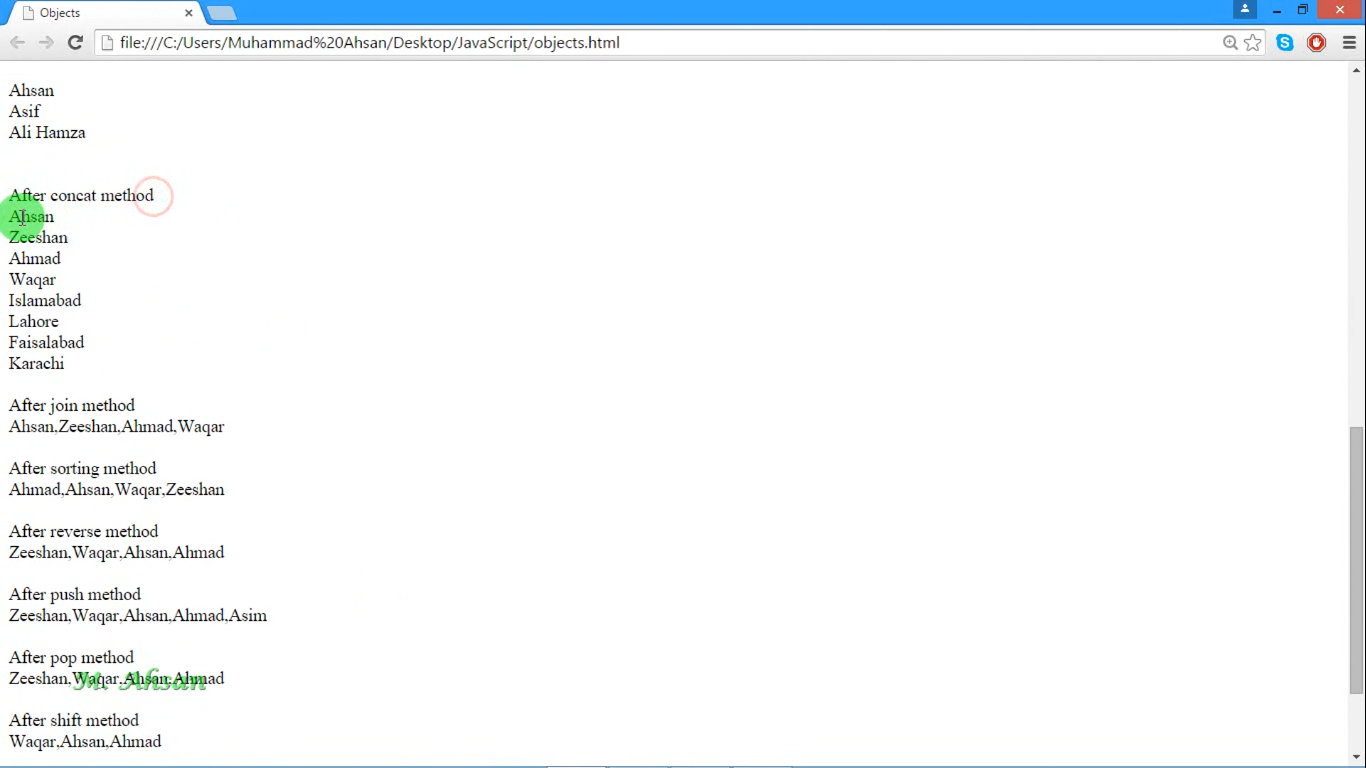 Objects
file:///C:/Users/Muhammad%20Ahsan/Desktop/JavaScript/objects.html
Ahsan
Asif
Ali Hamza
After concat method
Ahsan
Zeeshan
Ahmad
Waqar
Islamabad
Lahore
Faisalabad
Karachi
After join method
Ahsan,Zeeshan,Ahmad,Waqar
After sorting method
Ahmad,Ahsan,Waqar,Zeeshan
After reverse method
Zeeshan,Waqar,Ahsan,Ahmad
After push method
Zeeshan,Waqar,Ahsan,Ahmad,Asim
After pop method
Zeeshan,Waqar,Ahsan,Ahmad
M. Ahsan
After shift method
Waqar,Ahsan,Ahmad